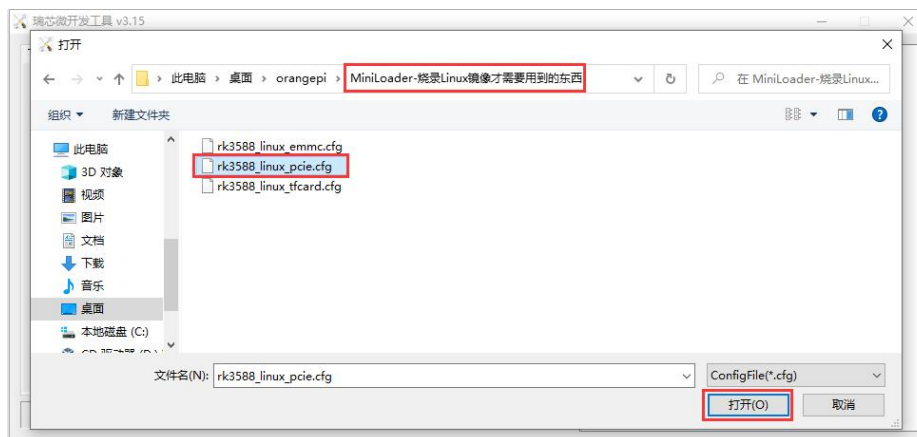 瑞芯微开发工具 v3.15
打开
此电脑 › 桌面 › orangepi › MiniLoader-烧录Linux镜像才需要用到的东西
在 MiniLoader-烧录Linux...
组织
新建文件夹
此电脑
3D 对象
视频
图片
文档
下载
音乐
桌面
本地磁盘 (C:)
rk3588_linux_emmc.cfg
rk3588_linux_pcie.cfg
rk3588_linux_tfcard.cfg
文件名(N):
rk3588_linux_pcie.cfg
ConfigFile(*.cfg)
打开(O)
取消